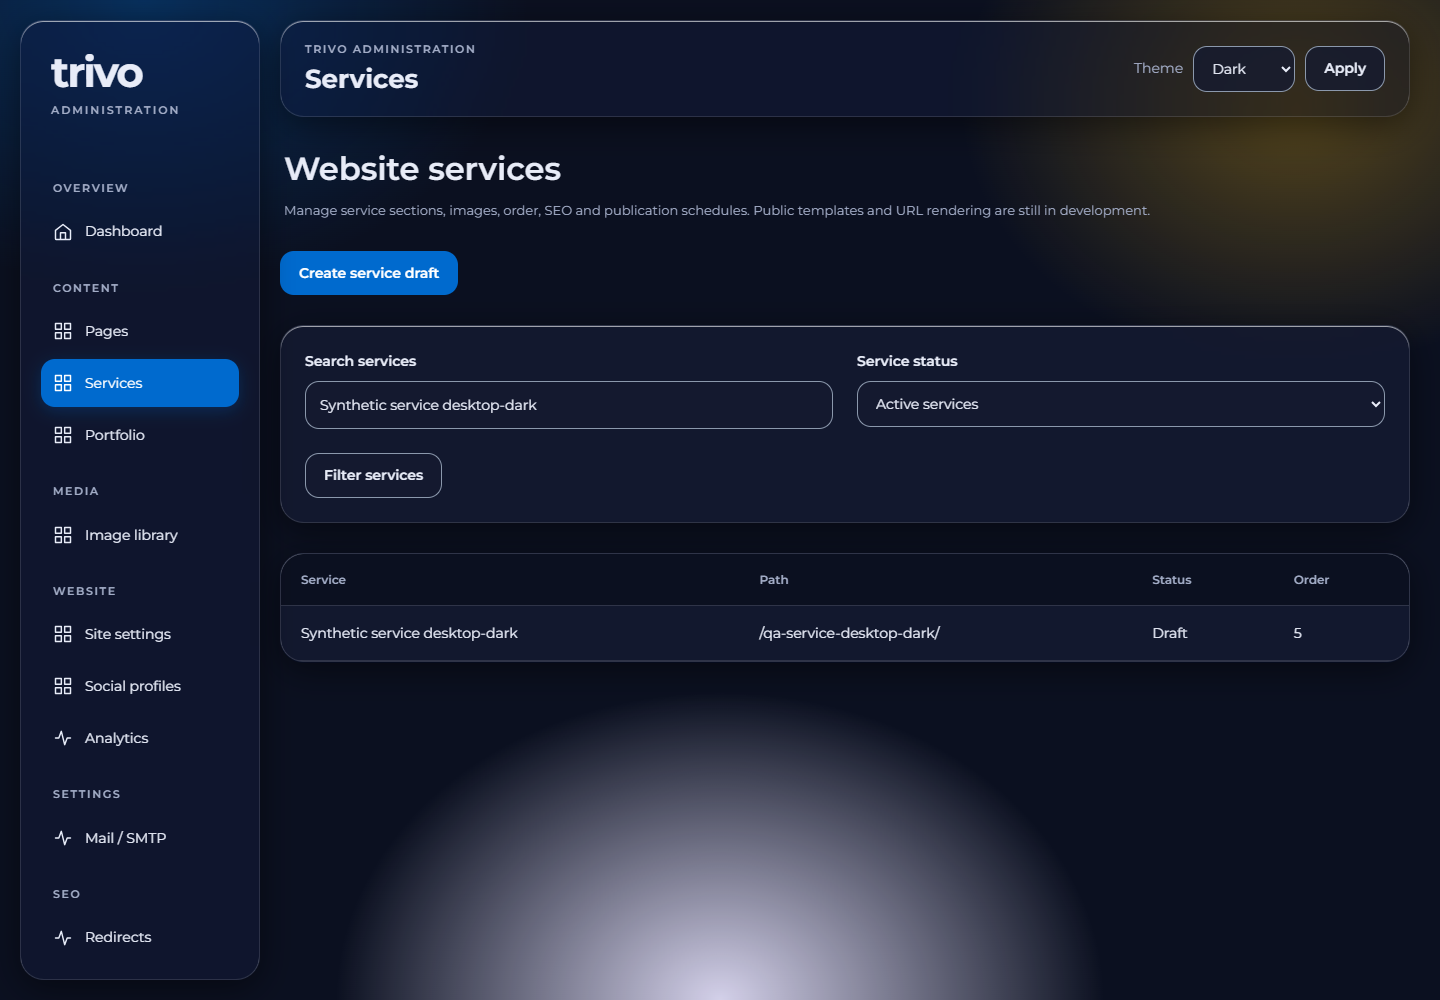 trivo
ADMINISTRATION
OVERVIEW
Dashboard
CONTENT
Pages
Services
Portfolio
MEDIA
Image library
WEBSITE
Site settings
Social profiles
Analytics
SETTINGS
Mail / SMTP
SEO
Redirects
TRIVO ADMINISTRATION
Services
Theme Dark Apply
Website services
Manage service sections, images, order, SEO and publication schedules. Public templates and URL rendering are still in development.
Create service draft
Search services Service status
Synthetic service desktop-dark Active services
Filter services
Service Path Status Order
Synthetic service desktop-dark /qa-service-desktop-dark/ Draft 5